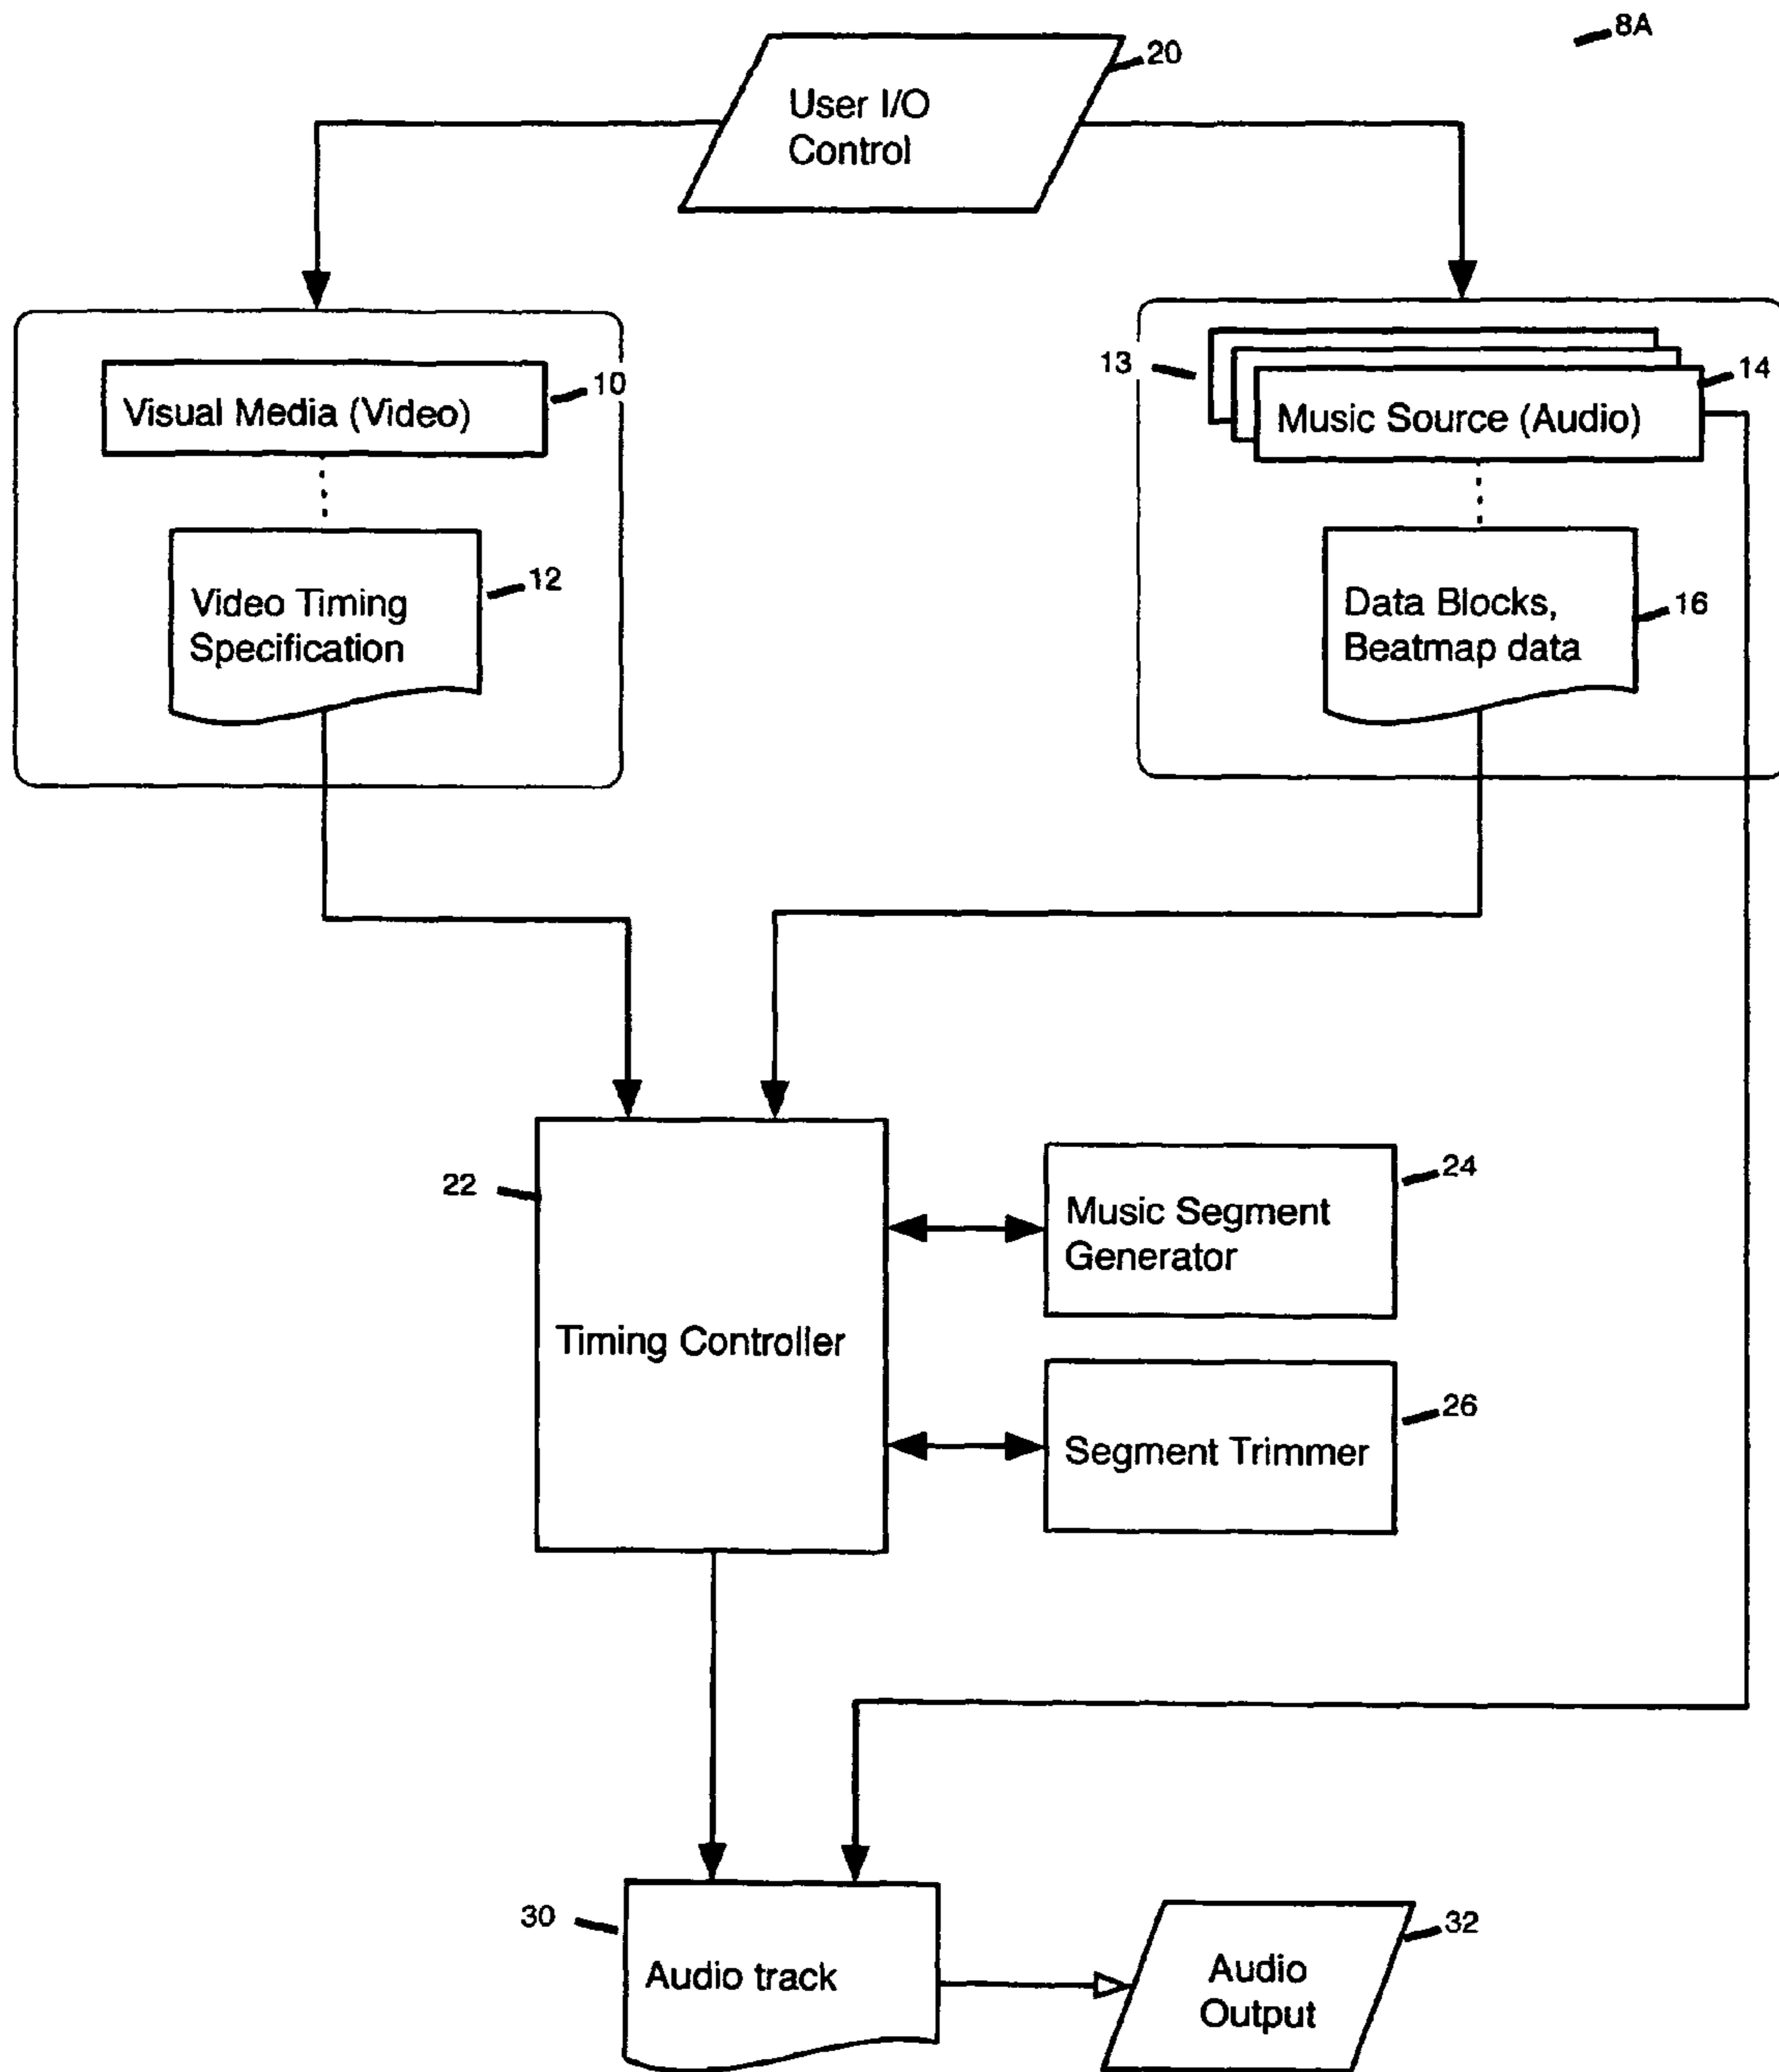 8A
20
User I/O
Control
10
Visual Media (Video)
13
14
Music Source (Audio)
12
Video Timing
Specification
16
Data Blocks,
Beatmap data
22
Timing Controller
24
Music Segment
Generator
26
Segment Trimmer
30
Audio track
32
Audio
Output